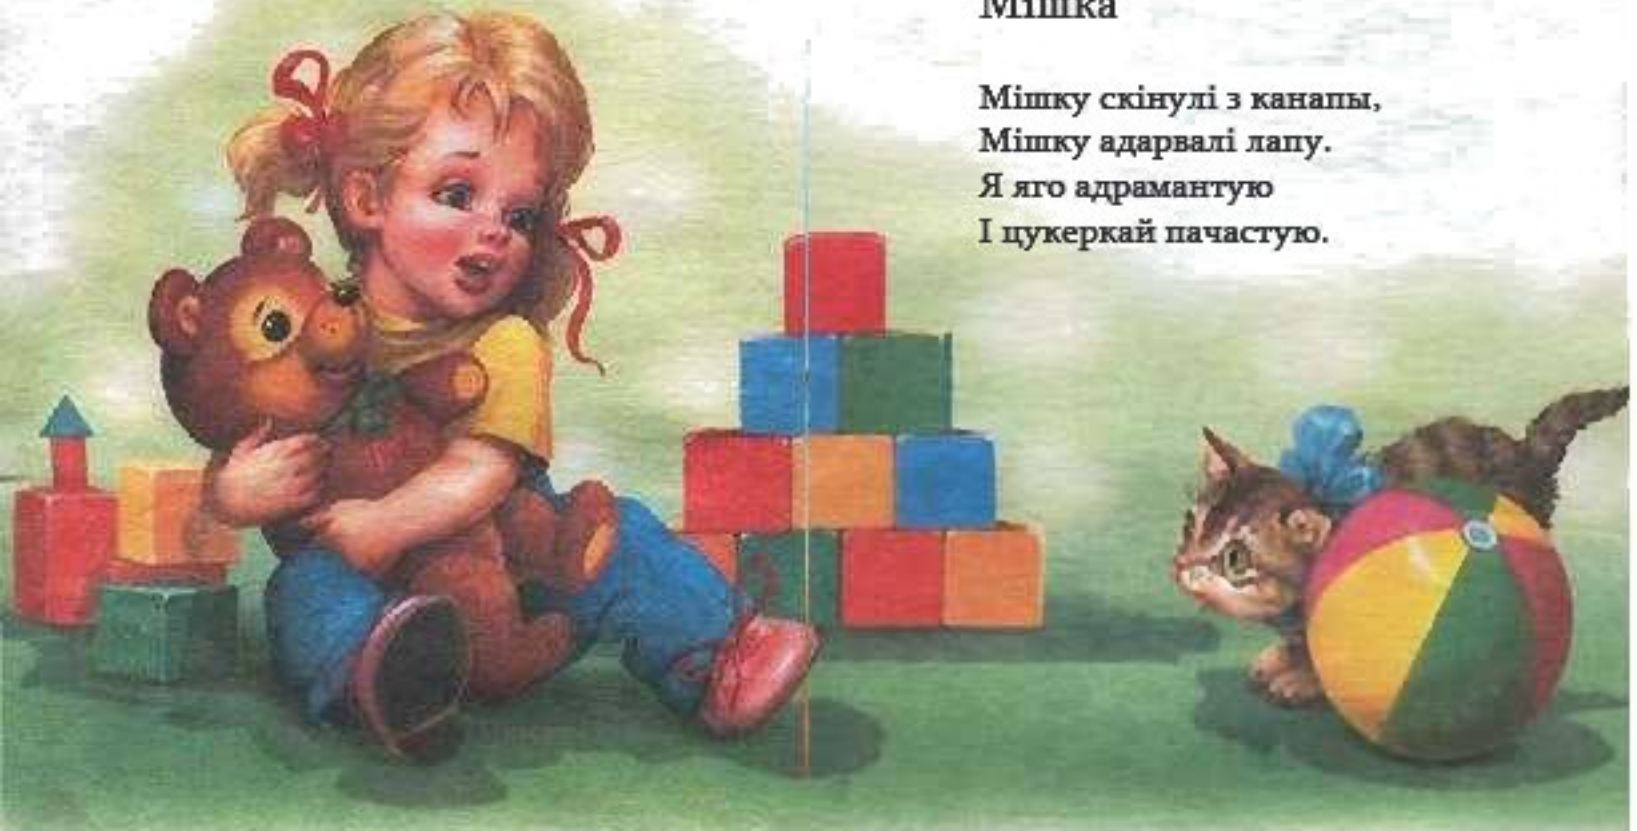 Мішка
Мішку скінулі з канапы,
Мішку адарвалі лапу.
Я яго адрамантую
І цукеркай пачастую.